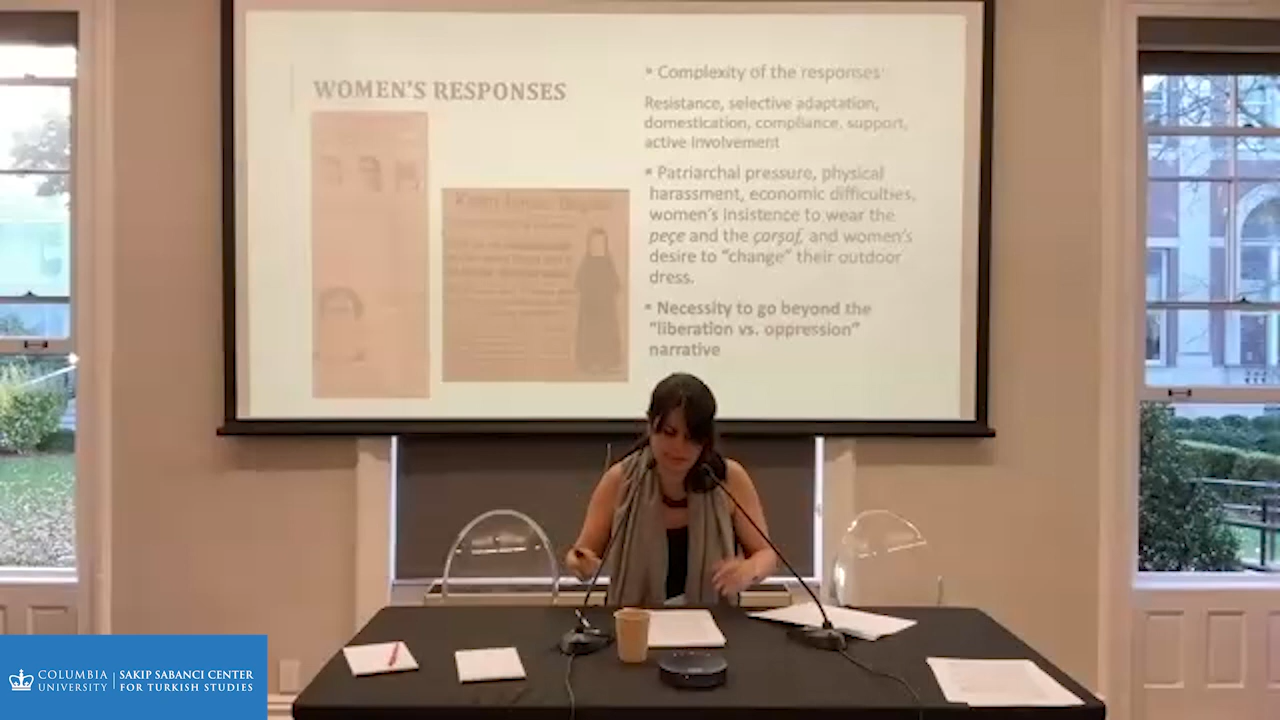 WOMEN'S RESPONSES
▪ Complexity of the responses:
Resistance, selective adaptation,
domestication, compliance, support,
active involvement
▪ Patriarchal pressure, physical
harassment, economic difficulties,
women's insistence to wear the
peçe and the çarşaf, and women's
desire to "change" their outdoor
dress.
▪ Necessity to go beyond the
"liberation vs. oppression"
narrative
COLUMBIA
UNIVERSITY
SAKIP SABANCI CENTER
FOR TURKISH STUDIES